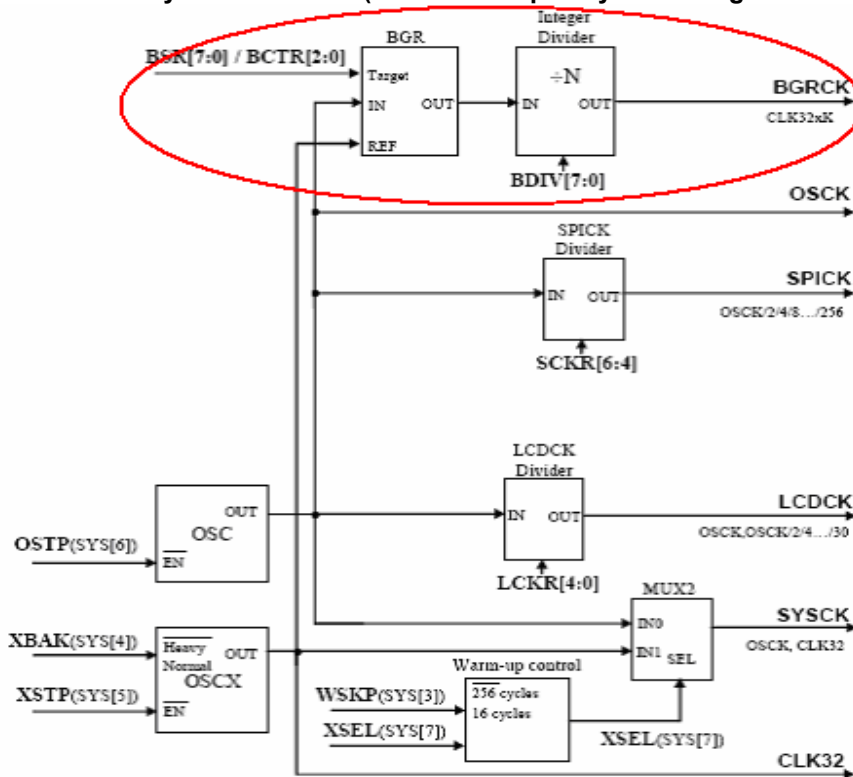 Integer
BGR Divider
BSR[7:0] / BCTR[2:0]
Target ÷N BGRCK
IN OUT IN OUT
CLK32xK
REF
BDIV[7:0]
OSCK
SPICK
Divider
SPICK
IN OUT
OSCK/2/4/8.../256
SCKR[6:4]
LCDCK
Divider
LCDCK
OUT IN OUT
OSC OSCK,OSCK/2/4.../30
OSTP(SYS[6])
EN
LCKR[4:0] MUX2
SYSCK
IN0
XBAK(SYS[4]) Heavy OUT IN1 OSCK, CLK32
Normal SEL
OSCX Warm-up control
XSTP(SYS[5]) WSKP(SYS[3]) 256 cycles
EN 16 cycles
XSEL(SYS[7]) XSEL(SYS[7])
CLK32